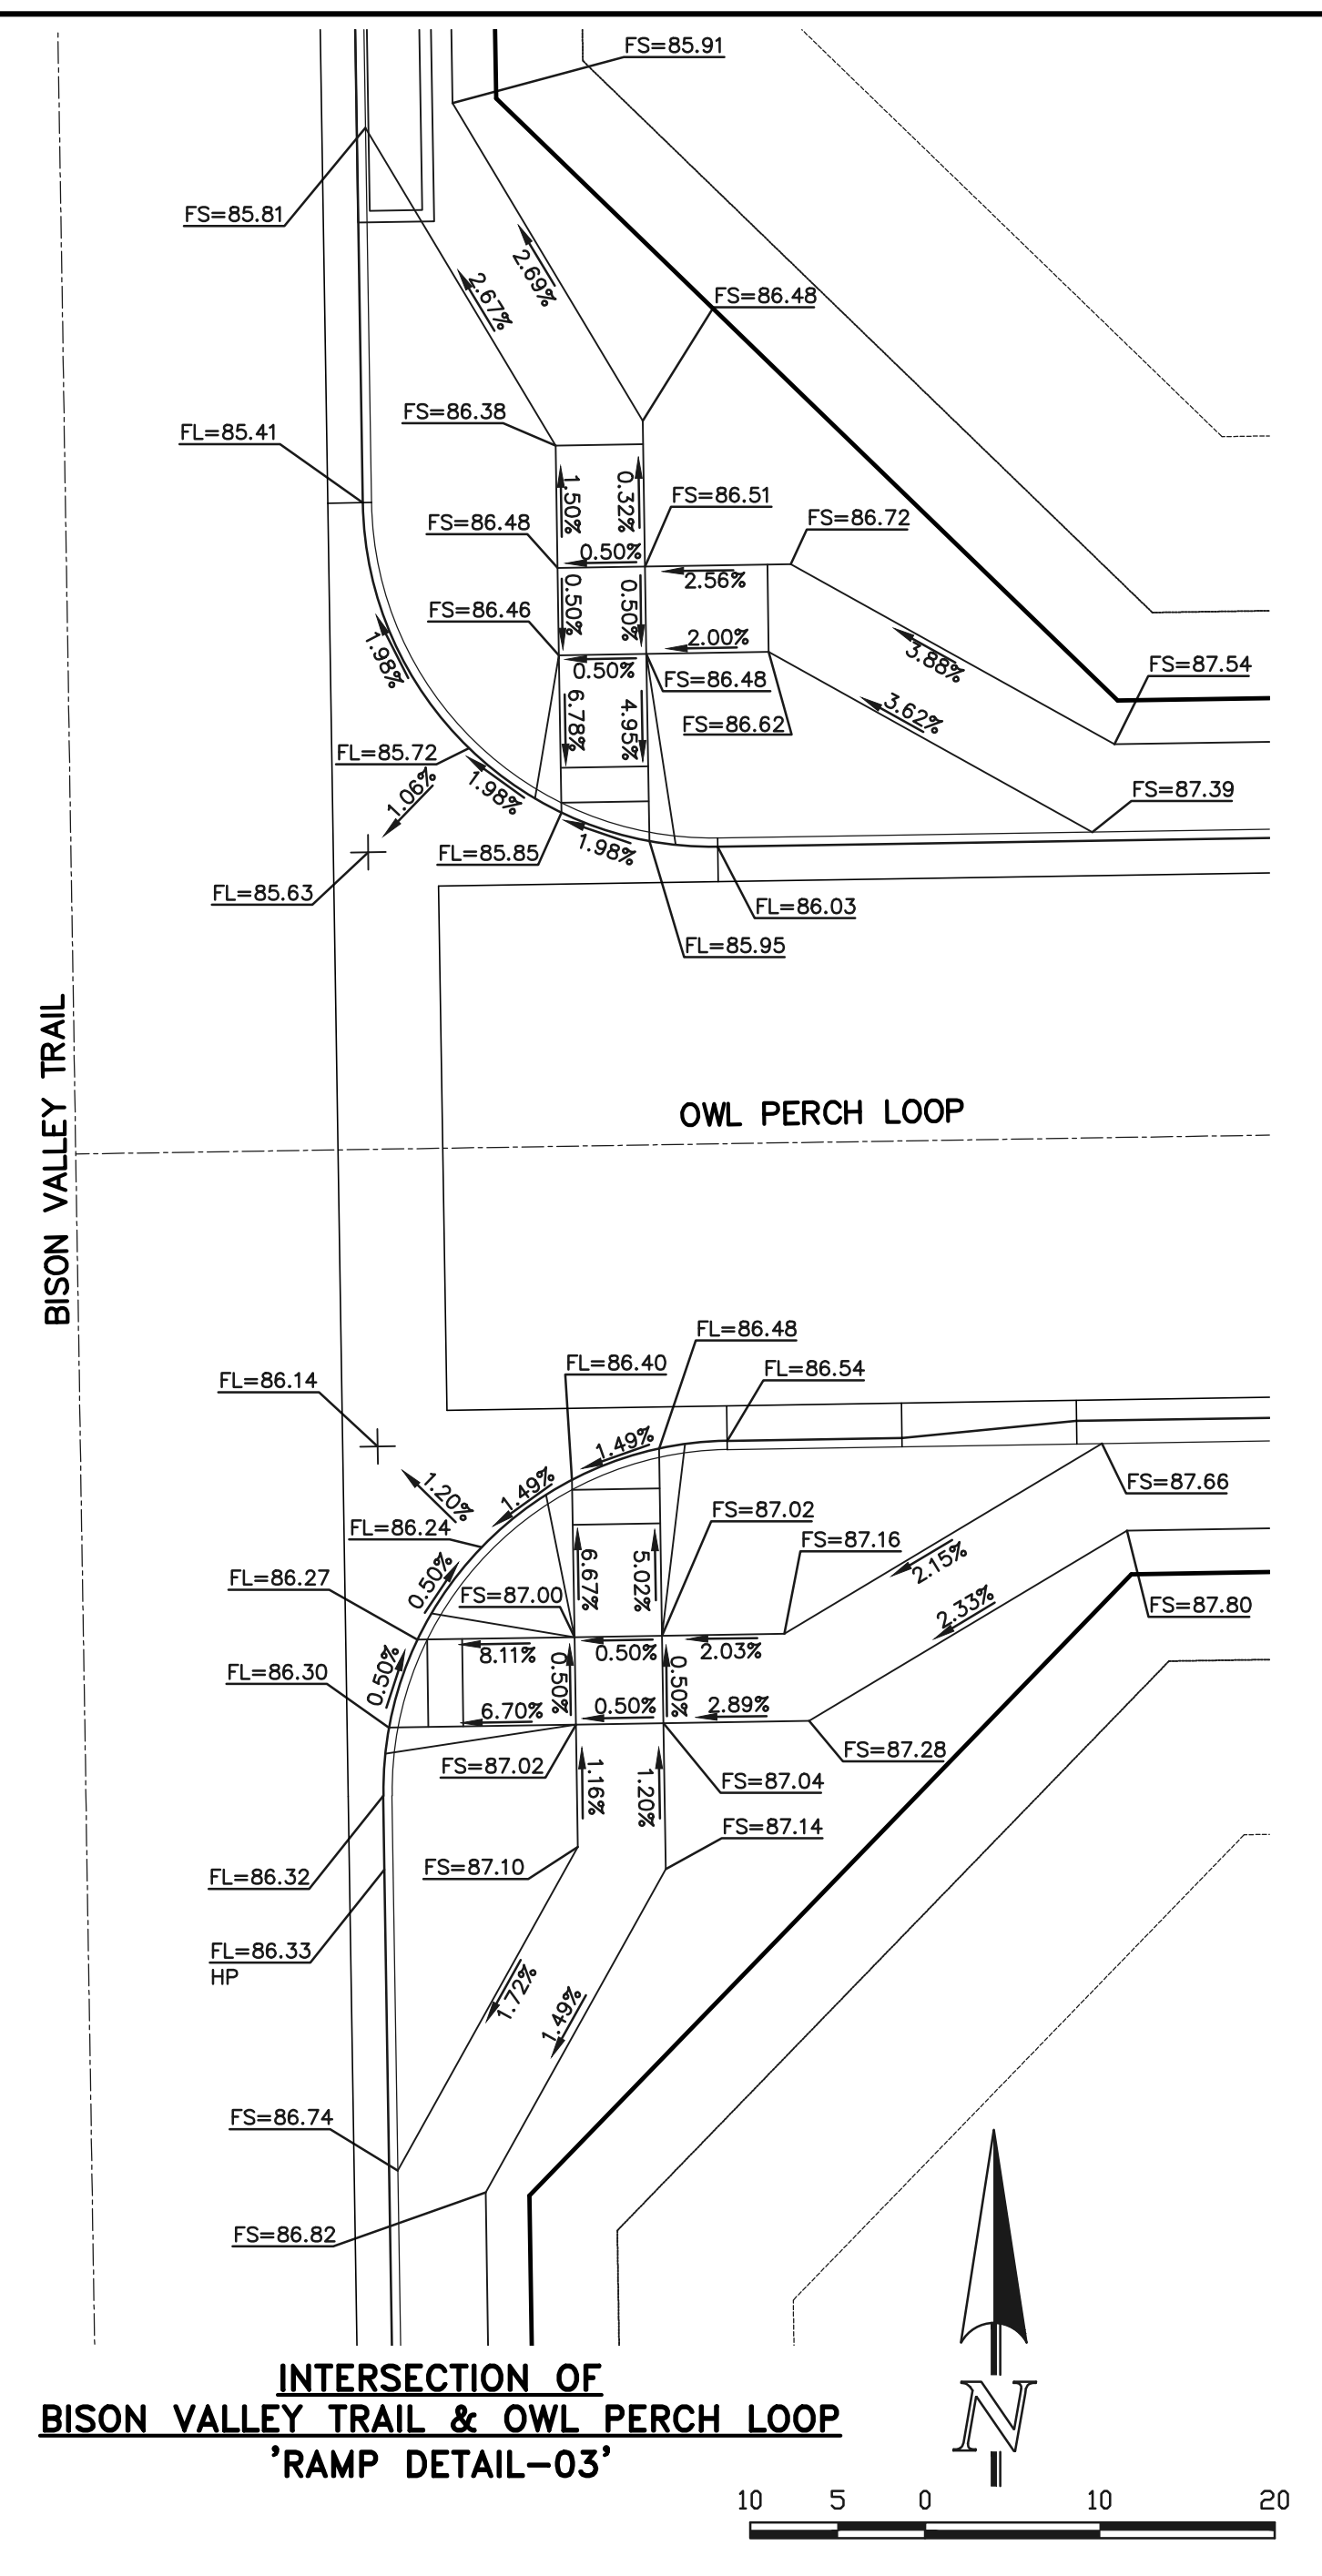 FS=85.91
FS=85.81
2.69%
2.67%
FS=86.48
FS=86.38
FL=85.41
1.50%
0.32%
FS=86.51
FS=86.48
FS=86.72
0.50%
2.56%
0.50%
0.50%
FS=86.46
2.00%
0.50%
FS=86.48
3.88%
FS=87.54
1.98%
6.78%
4.95%
FS=86.62
3.62%
FL=85.72
1.06%
1.98%
FS=87.39
1.98%
FL=85.85
FL=85.63
FL=86.03
FL=85.95
BISON VALLEY TRAIL
OWL PERCH LOOP
FL=86.48
FL=86.40
FL=86.54
FL=86.14
1.49%
1.49%
1.20%
FS=87.66
FS=87.02
FL=86.24
FS=87.16
6.67%
5.02%
2.15%
FL=86.27
0.50%
FS=87.00
2.33%
FS=87.80
8.11%
0.50%
2.03%
0.50%
0.50%
0.50%
FL=86.30
6.70%
0.50%
2.89%
FS=87.28
FS=87.02
FS=87.04
1.16%
1.20%
FS=87.14
FS=87.10
FL=86.32
FL=86.33
HP
1.72%
1.49%
FS=86.74
FS=86.82
INTERSECTION OF
BISON VALLEY TRAIL & OWL PERCH LOOP
'RAMP DETAIL-03'
N
10 5 0 10 20